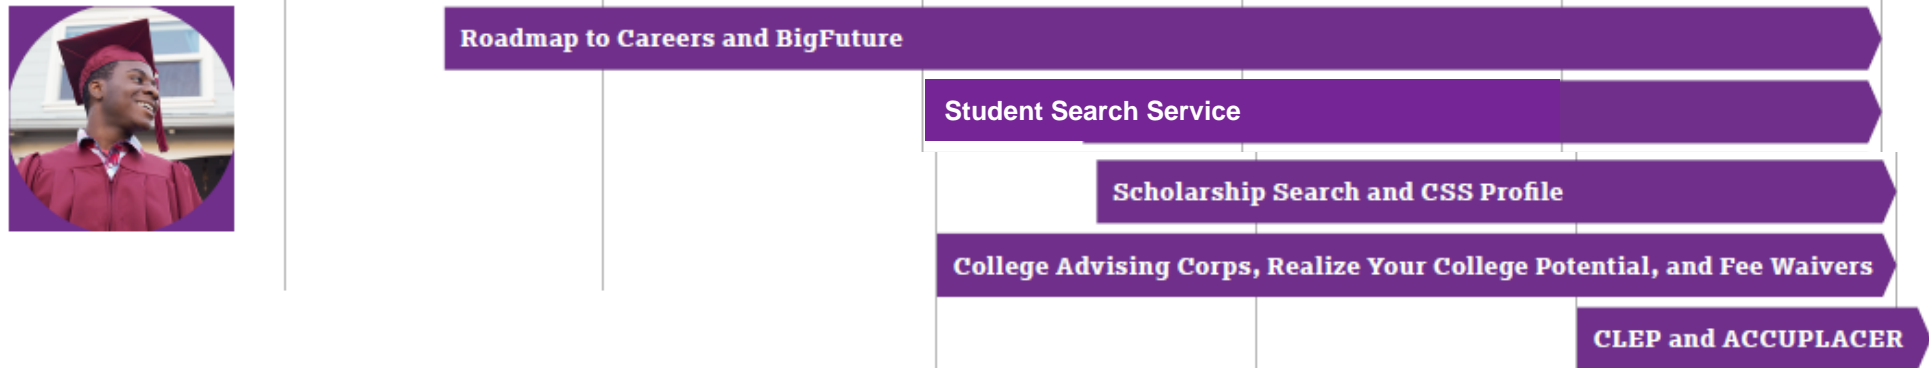 Roadmap to Careers and BigFuture
Student Search Service
Scholarship Search and CSS Profile
College Advising Corps, Realize Your College Potential, and Fee Waivers
CLEP and ACCUPLACER